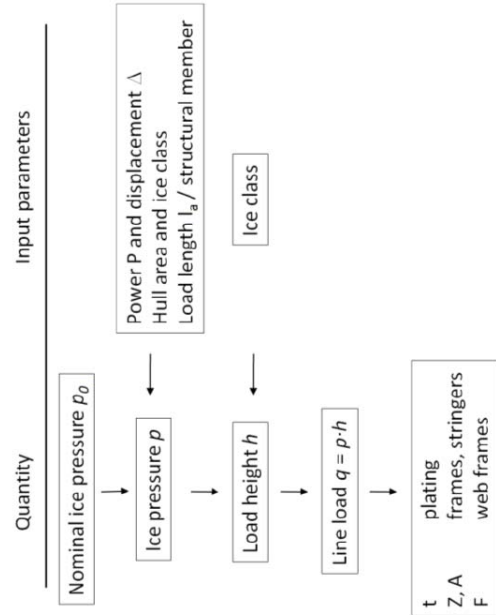 Quantity Input parameters
Nominal ice pressure p₀
Ice pressure p
Power P and displacement Δ
Hull area and ice class
Load length lₐ / structural member
Load height h
Ice class
Line load q = p·h
t plating
Z, A frames, stringers
F web frames